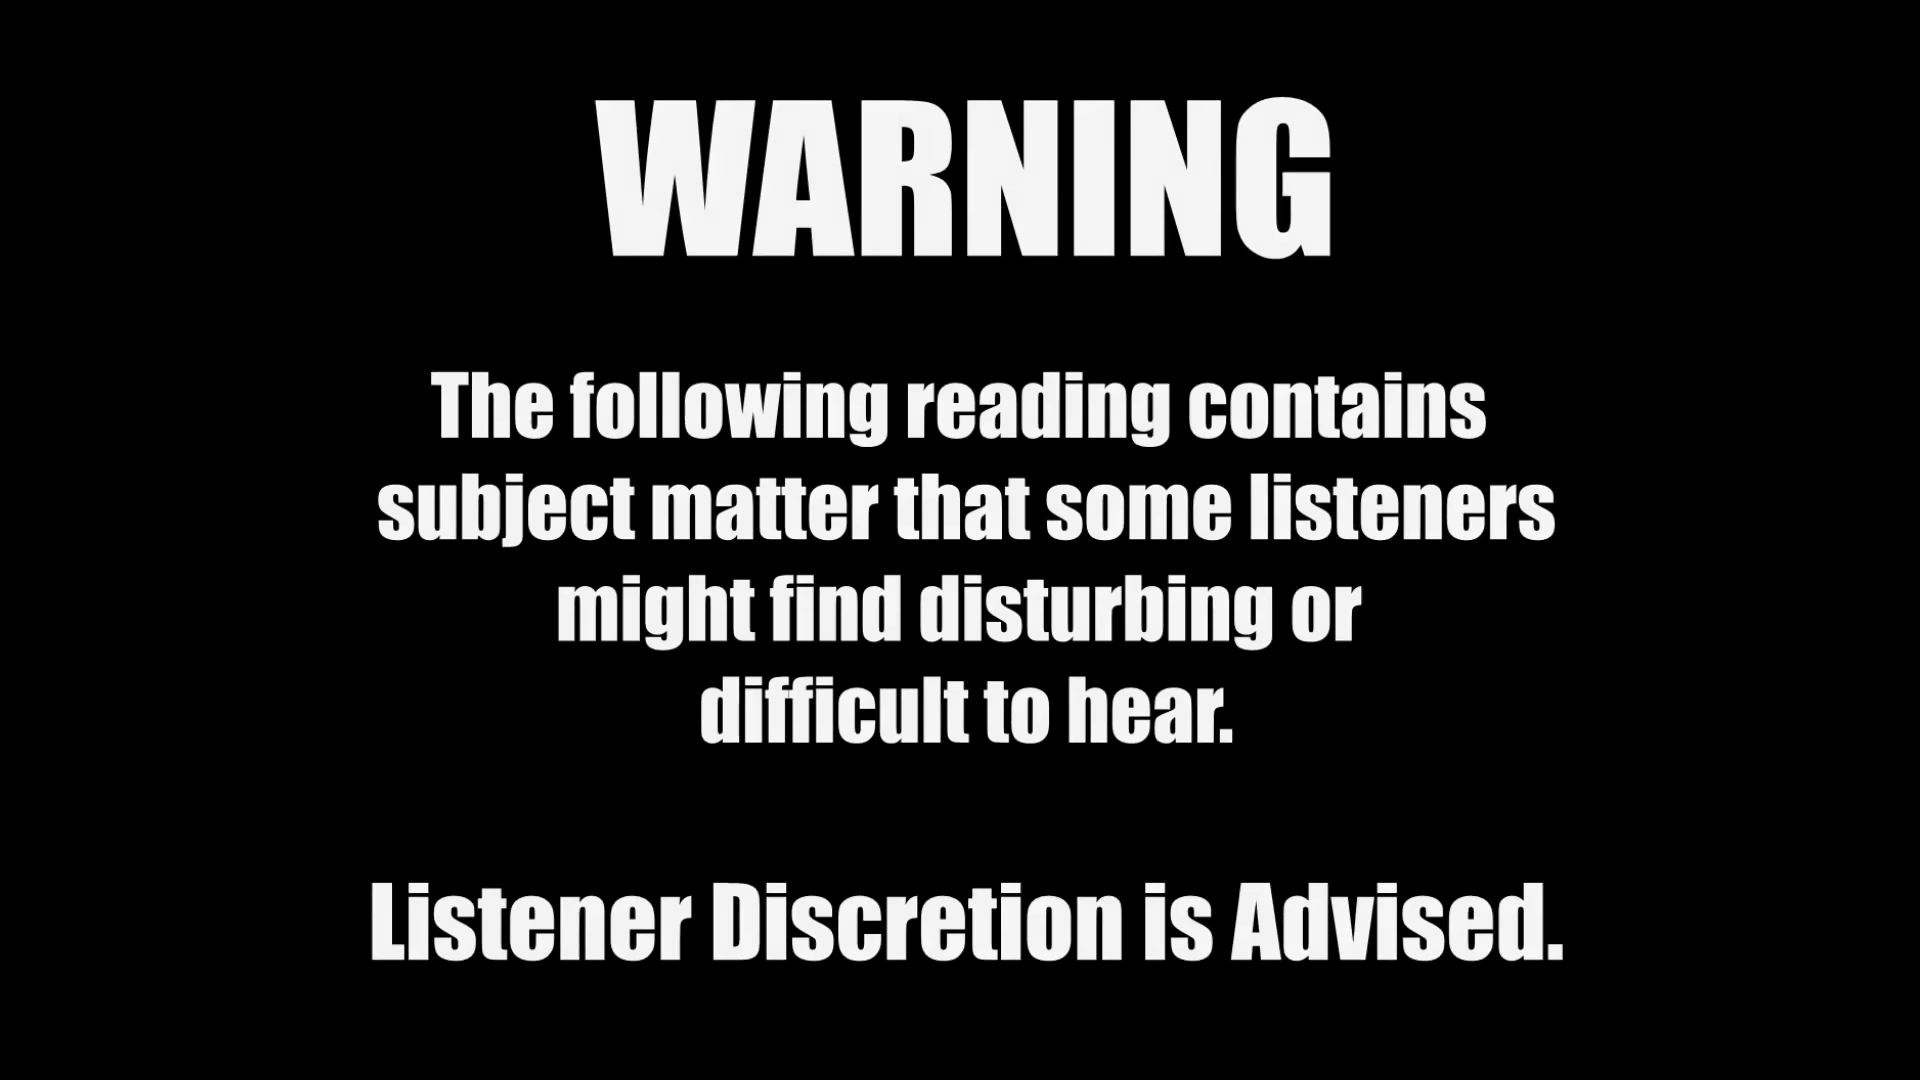 WARNING
The following reading contains
subject matter that some listeners
might find disturbing or
difficult to hear.
Listener Discretion is Advised.